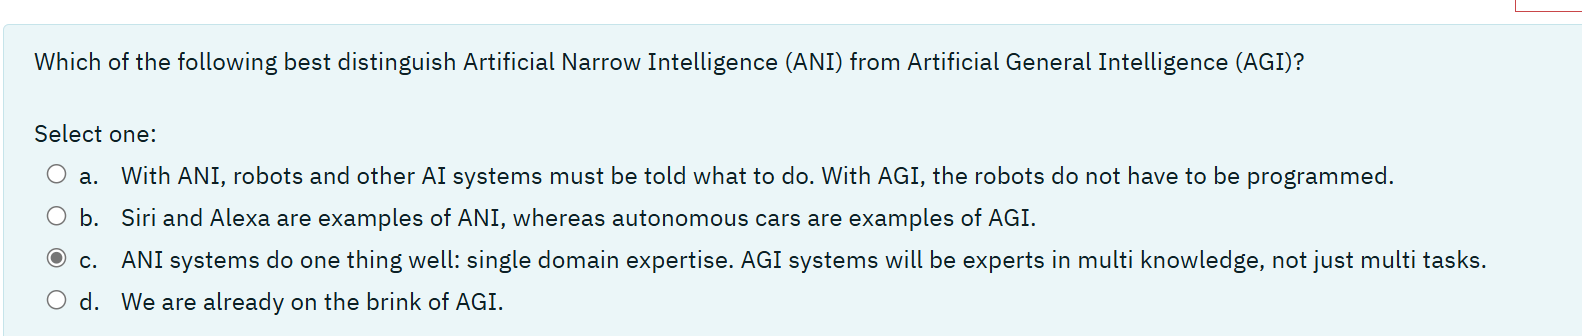 Which of the following best distinguish Artificial Narrow Intelligence (ANI) from Artificial General Intelligence (AGI)?
Select one:
a. With ANI, robots and other AI systems must be told what to do. With AGI, the robots do not have to be programmed.
b. Siri and Alexa are examples of ANI, whereas autonomous cars are examples of AGI.
c. ANI systems do one thing well: single domain expertise. AGI systems will be experts in multi knowledge, not just multi tasks.
d. We are already on the brink of AGI.